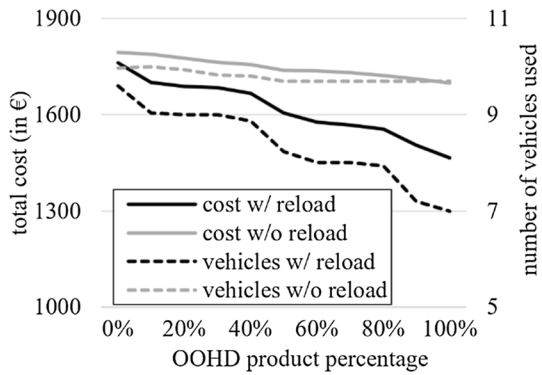 1900
1600
1300
1000
total cost (in €)
11
9
7
5
number of vehicles used
cost w/ reload
cost w/o reload
vehicles w/ reload
vehicles w/o reload
0% 20% 40% 60% 80% 100%
OOHD product percentage